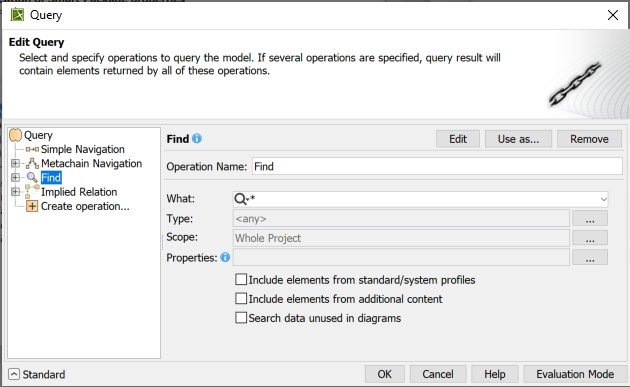 Query
Edit Query
Select and specify operations to query the model. If several operations are specified, query result will
contain elements returned by all of these operations.
Query
Simple Navigation
Metachain Navigation
Find
Implied Relation
Create operation...
Find
Edit
Use as...
Remove
Operation Name: Find
What: *
Type: <any> ...
Scope: Whole Project ...
Properties: ...
Include elements from standard/system profiles
Include elements from additional content
Search data unused in diagrams
Standard
OK
Cancel
Help
Evaluation Mode